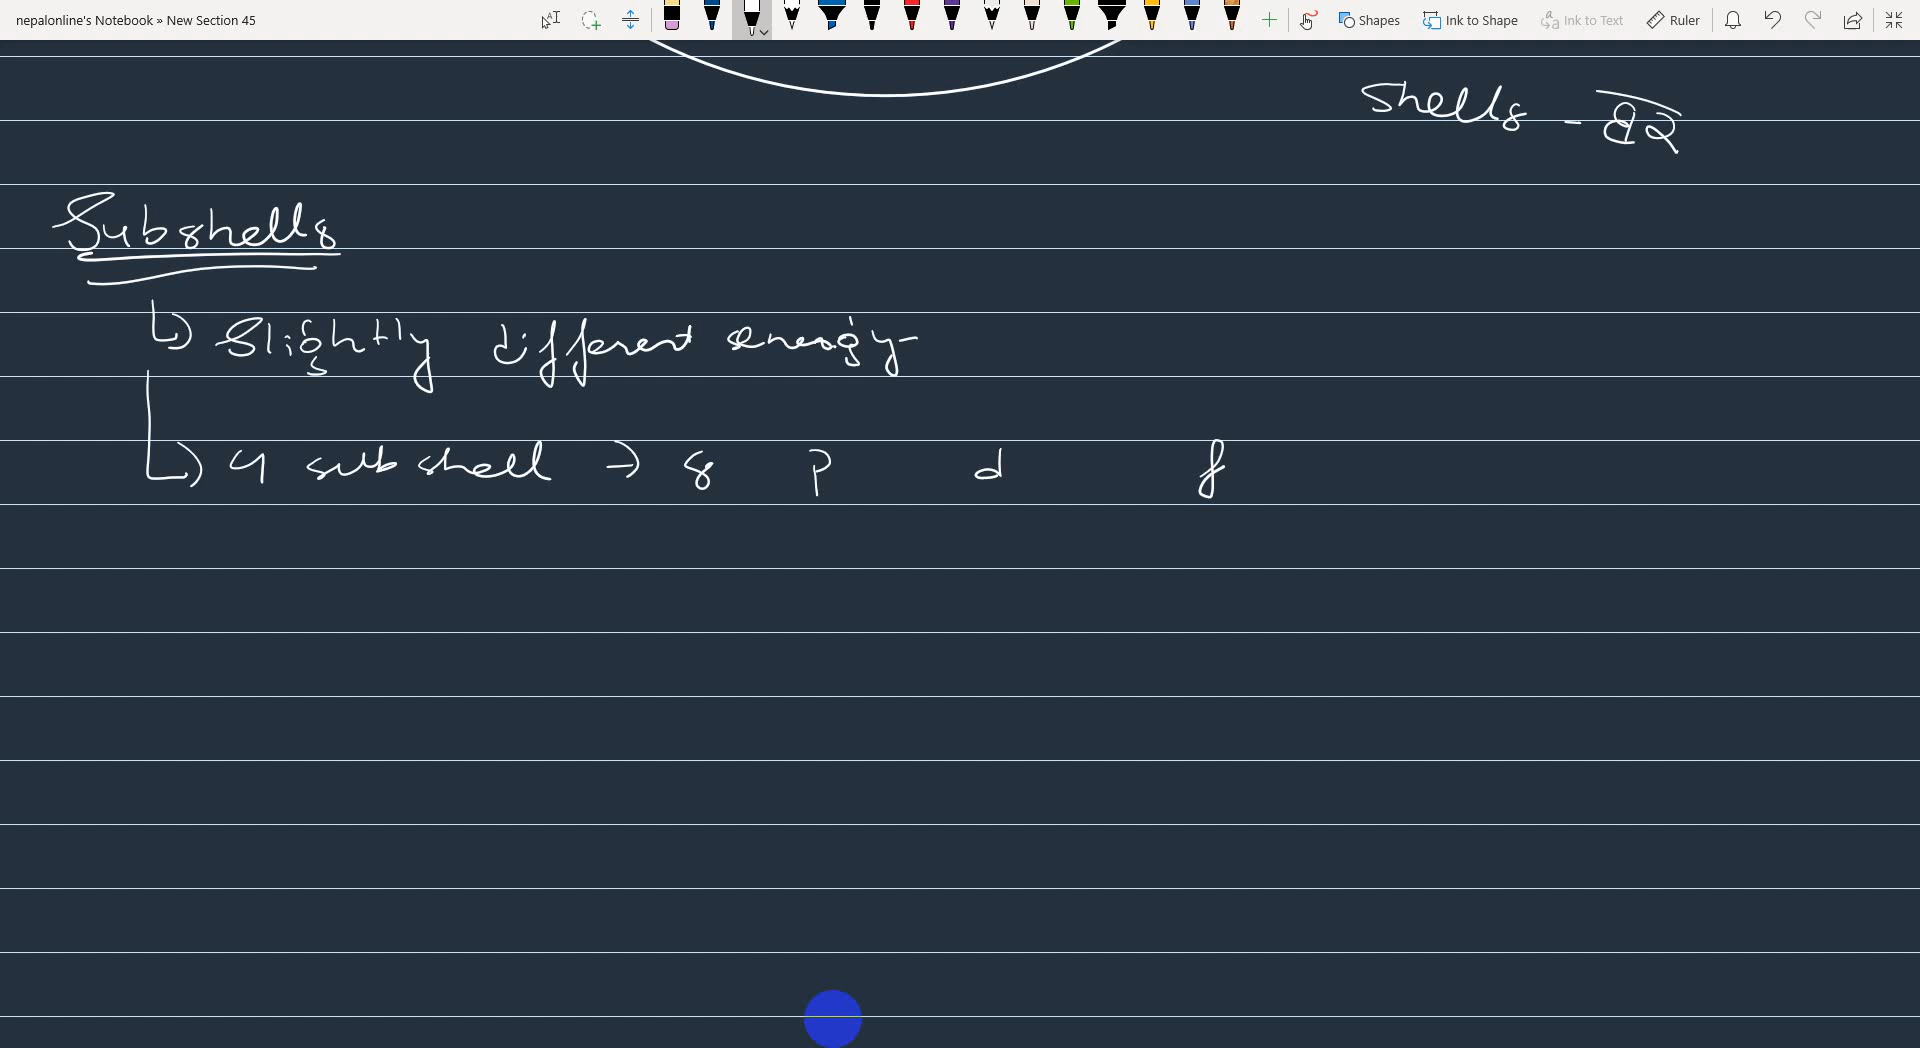 nepalonline's Notebook » New Section 45
Shapes Ink to Shape Ink to Text Ruler
Shells - घर
Subshells
↳ Slightly different energy
↳ 4 subshell → s p d f